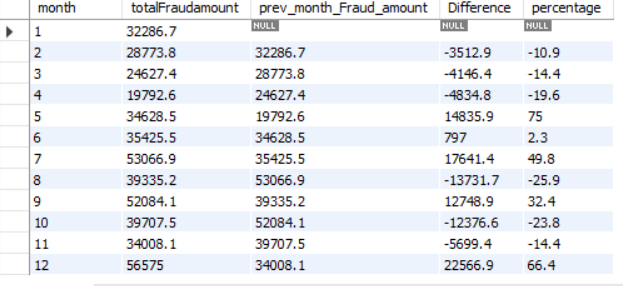 month totalFraudamount prev_month_Fraud_amount Difference percentage
1 32286.7 NULL NULL NULL
2 28773.8 32286.7 -3512.9 -10.9
3 24627.4 28773.8 -4146.4 -14.4
4 19792.6 24627.4 -4834.8 -19.6
5 34628.5 19792.6 14835.9 75
6 35425.5 34628.5 797 2.3
7 53066.9 35425.5 17641.4 49.8
8 39335.2 53066.9 -13731.7 -25.9
9 52084.1 39335.2 12748.9 32.4
10 39707.5 52084.1 -12376.6 -23.8
11 34008.1 39707.5 -5699.4 -14.4
12 56575 34008.1 22566.9 66.4